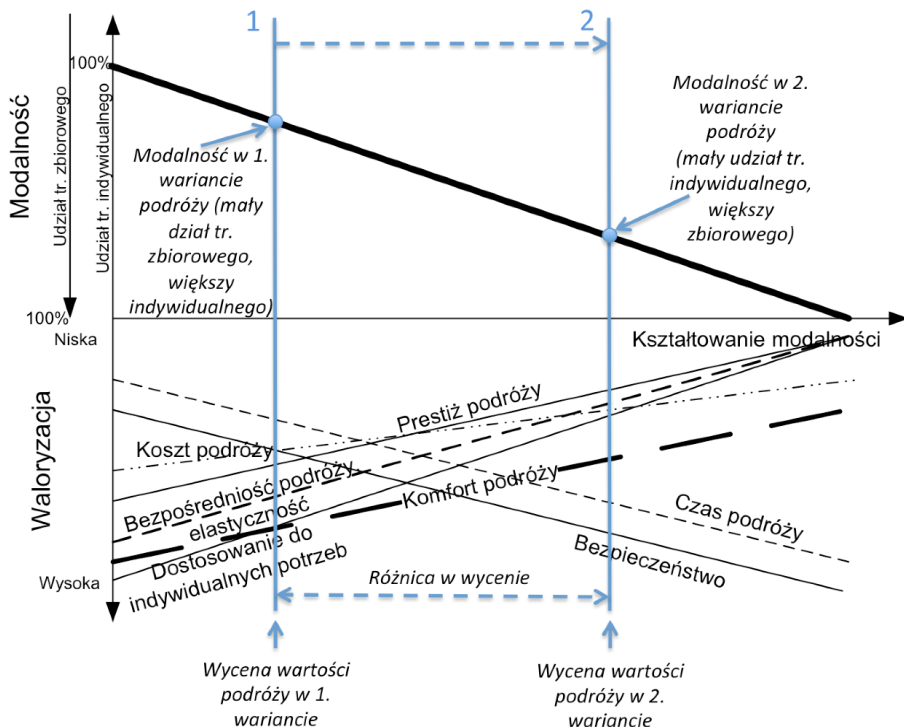 1
2
100%
Modalność
Udział tr. zbiorowego
Udział tr. indywidualnego
Modalność w 1.
wariancie
podróży (mały
dział tr.
zbiorowego,
większy
indywidualnego)
Modalność w 2.
wariancie
podróży
(mały udział tr.
indywidualnego,
większy
zbiorowego)
100%
Niska
Kształtowanie modalności
Waloryzacja
Prestiż podróży
Koszt podróży
Bezpośredniość podróży
elastyczność
Komfort podróży
Dostosowanie do
indywidualnych potrzeb
Czas podróży
Bezpieczeństwo
Wysoka
Różnica w wycenie
Wycena wartości
podróży w 1.
wariancie
Wycena wartości
podróży w 2.
wariancie